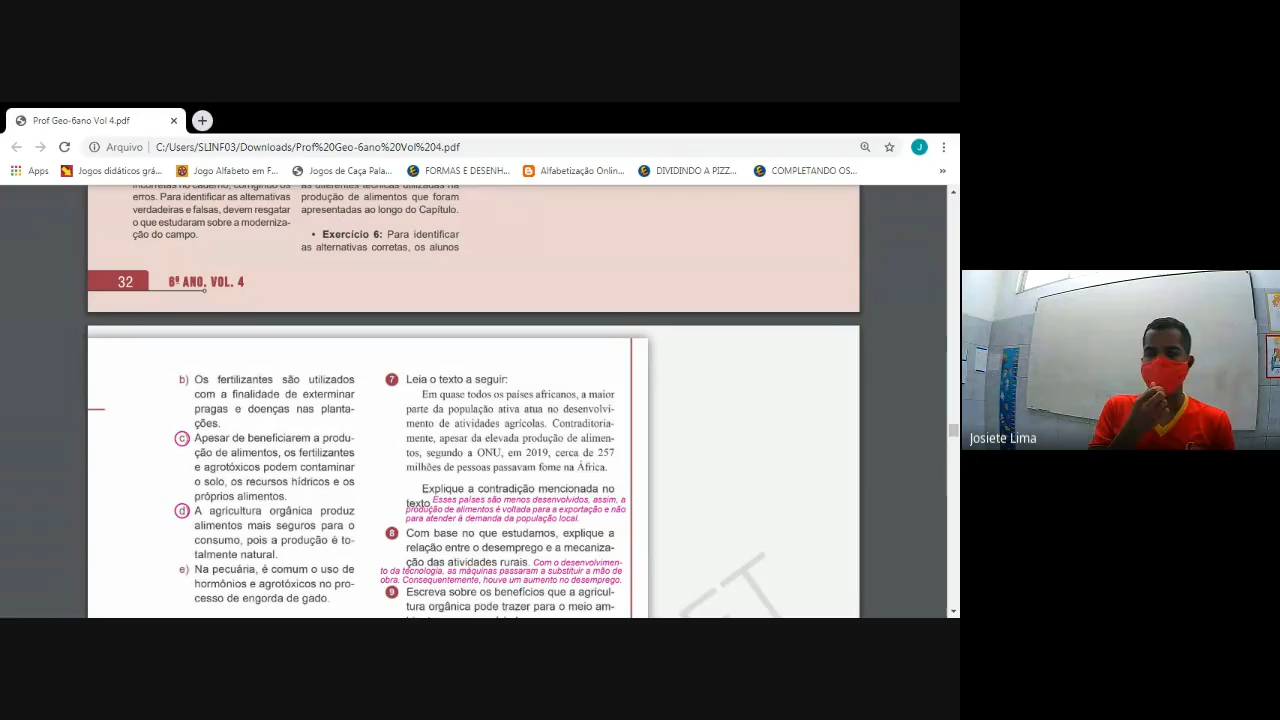 Prof Geo-6ano Vol 4.pdf
Arquivo
C:/Users/SLINF03/Downloads/Prof%20Geo-6ano%20Vol%204.pdf
J
Apps
Jogos didáticos grá...
Jogo Alfabeto em F...
Jogos de Caça Pala...
FORMAS E DESENH...
Alfabetização Onlin...
DIVIDINDO A PIZZ...
COMPLETANDO OS...
»
incorretas no caderno, corrigindo os
erros. Para identificar as alternativas
verdadeiras e falsas, devem resgatar
o que estudaram sobre a moderniza-
ção do campo.
as diferentes técnicas utilizadas na
produção de alimentos que foram
apresentadas ao longo do Capítulo.
• Exercício 6: Para identificar
as alternativas corretas, os alunos
32
6º ANO. VOL. 4
b) Os fertilizantes são utilizados
com a finalidade de exterminar
pragas e doenças nas planta-
ções.
c) Apesar de beneficiarem a produ-
ção de alimentos, os fertilizantes
e agrotóxicos podem contaminar
o solo, os recursos hídricos e os
próprios alimentos.
d) A agricultura orgânica produz
alimentos mais seguros para o
consumo, pois a produção é to-
talmente natural.
e) Na pecuária, é comum o uso de
hormônios e agrotóxicos no pro-
cesso de engorda de gado.
7 Leia o texto a seguir:
Em quase todos os países africanos, a maior
parte da população ativa atua no desenvolvi-
mento de atividades agrícolas. Contraditoria-
mente, apesar da elevada produção de alimen-
tos, segundo a ONU, em 2019, cerca de 257
milhões de pessoas passavam fome na África.
Explique a contradição mencionada no
texto. Esses países são menos desenvolvidos, assim, a
produção de alimentos é voltada para a exportação e não
para atender à demanda da população local.
8 Com base no que estudamos, explique a
relação entre o desemprego e a mecaniza-
ção das atividades rurais. Com o desenvolvimen-
to da tecnologia, as máquinas passaram a substituir a mão de
obra. Consequentemente, houve um aumento no desemprego.
9 Escreva sobre os benefícios que a agricul-
tura orgânica pode trazer para o meio am-
Josiete Lima